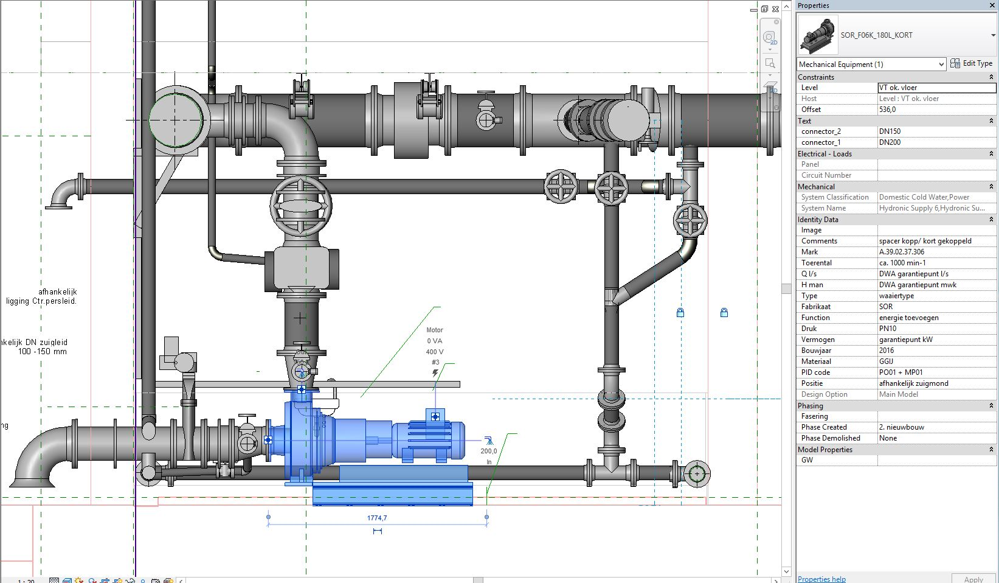 Properties
SOR_F06K_180L_KORT
Mechanical Equipment (1)
Edit Type
Constraints
Level VT ok. vloer
Host Level : VT ok. vloer
Offset 536,0
Text
connector_2 DN150
connector_1 DN200
Electrical - Loads
Panel
Circuit Number
Mechanical
System Classification Domestic Cold Water,Power
System Name Hydronic Supply 6,Hydronic Su...
Identity Data
Image
Comments spacer kopp/ kort gekoppeld
Mark A.39.02.37.306
Toerental ca. 1000 min-1
Q l/s DWA garantiepunt l/s
H man DWA garantiepunt mwk
Type waaiertype
Fabrikaat SOR
Function energie toevoegen
Druk PN10
Vermogen garantiepunt kW
Bouwjaar 2016
Materiaal GGIJ
PID code PO01 + MP01
Positie afhankelijk zuigmond
Design Option Main Model
Phasing
Fasering
Phase Created 2. nieuwbouw
Phase Demolished None
Model Properties
GW
Properties help
Apply
2D
2D
afhankelijk
ligging Ctr.persleid.
nkelijk DN zuigleid
100 -150 mm
ng
Motor
0 VA
400 V
#3
200,0
In
1774,7
1 : 20